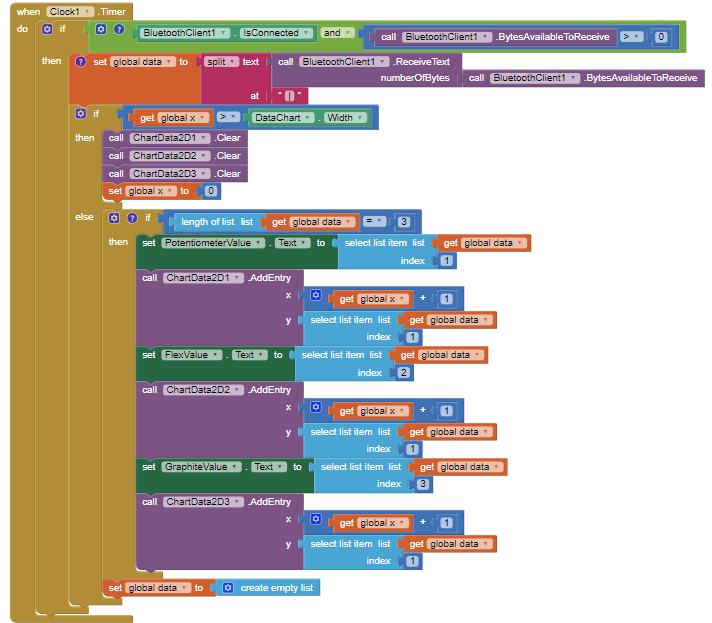 when Clock1 .Timer
do if BluetoothClient1 . IsConnected and call BluetoothClient1 .BytesAvailableToReceive > 0
then set global data to split text call BluetoothClient1 .ReceiveText
numberOfBytes call BluetoothClient1 .BytesAvailableToReceive
at " | "
if get global x > DataChart . Width
then call ChartData2D1 .Clear
call ChartData2D2 .Clear
call ChartData2D3 .Clear
set global x to 0
else if length of list list get global data = 3
then set PotentiometerValue . Text to select list item list get global data
index 1
call ChartData2D1 .AddEntry
x get global x + 1
y select list item list get global data
index 1
set FlexValue . Text to select list item list get global data
index 2
call ChartData2D2 .AddEntry
x get global x + 1
y select list item list get global data
index 1
set GraphiteValue . Text to select list item list get global data
index 3
call ChartData2D3 .AddEntry
x get global x + 1
y select list item list get global data
index 1
set global data to create empty list